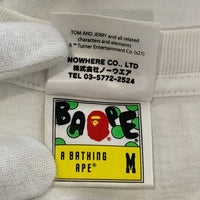 TOM AND JERRY and all related
characters and elements
© & ™ Turner Entertainment Co. (s21)
NOWHERE CO., LTD
株式会社ノーウエア
TEL 03-5772-2524
BAPE
A BATHING
APE®
M